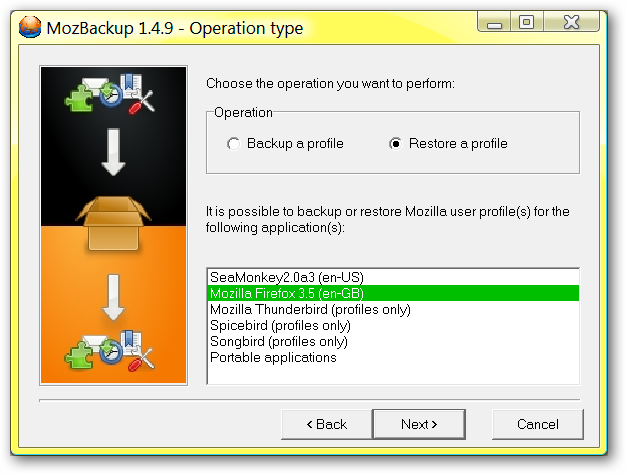 MozBackup 1.4.9 - Operation type
Choose the operation you want to perform:
Operation
Backup a profile
Restore a profile
It is possible to backup or restore Mozilla user profile(s) for the
following application(s):
SeaMonkey2.0a3 (en-US)
Mozilla Firefox 3.5 (en-GB)
Mozilla Thunderbird (profiles only)
Spicebird (profiles only)
Songbird (profiles only)
Portable applications
< Back
Next >
Cancel